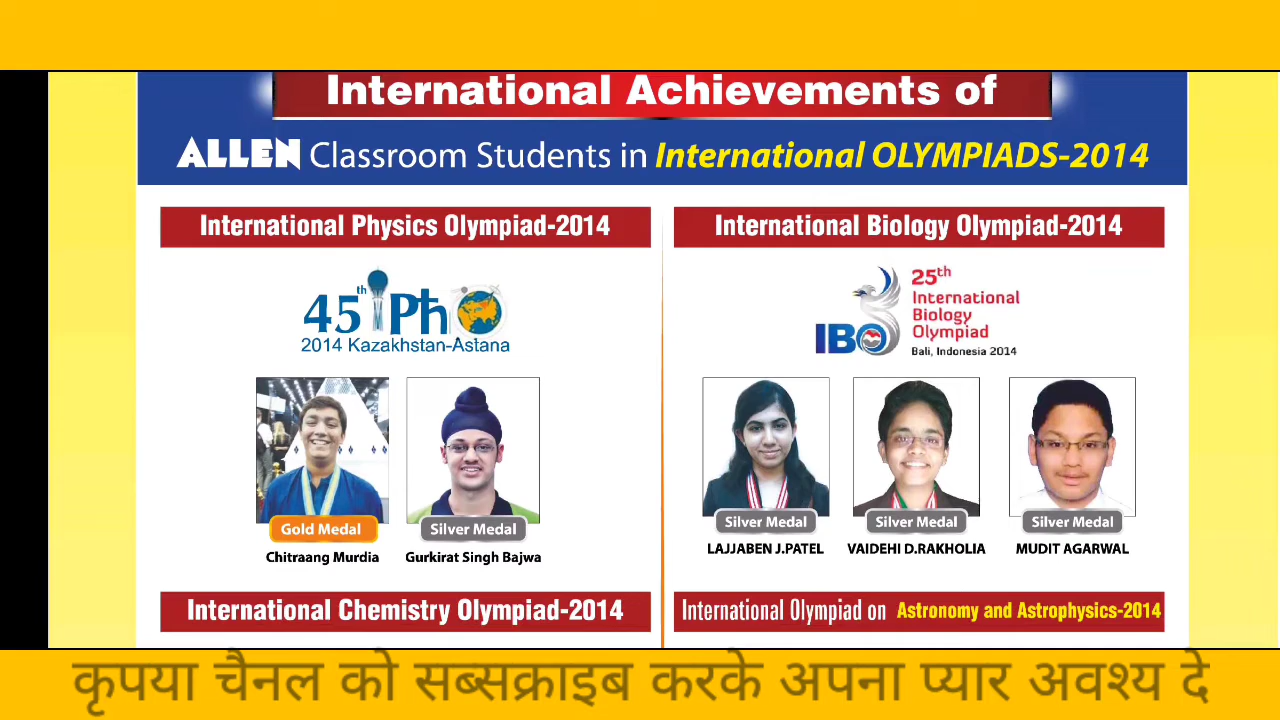 International Achievements of
ALLEN Classroom Students in International OLYMPIADS-2014
International Physics Olympiad-2014
45th IPhO
2014 Kazakhstan-Astana
Gold Medal
Chitraang Murdia
Silver Medal
Gurkirat Singh Bajwa
International Biology Olympiad-2014
IBO
25th
International
Biology
Olympiad
Bali, Indonesia 2014
Silver Medal
LAJJABEN J.PATEL
Silver Medal
VAIDEHI D.RAKHOLIA
Silver Medal
MUDIT AGARWAL
International Chemistry Olympiad-2014
International Olympiad on Astronomy and Astrophysics-2014
कृपया चैनल को सब्सक्राइब करके अपना प्यार अवश्य दे